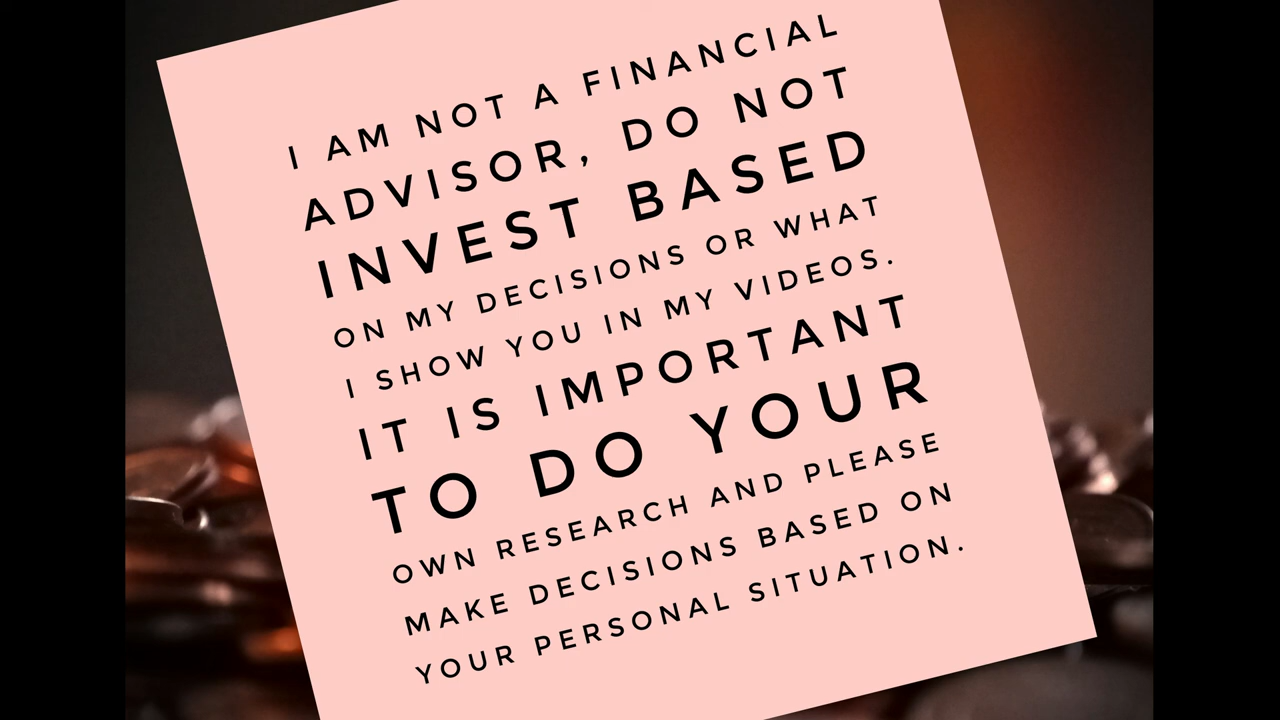 I AM NOT A FINANCIAL
ADVISOR, DO NOT
INVEST BASED
ON MY DECISIONS OR WHAT
I SHOW YOU IN MY VIDEOS.
IT IS IMPORTANT
TO DO YOUR
OWN RESEARCH AND PLEASE
MAKE DECISIONS BASED ON
YOUR PERSONAL SITUATION.